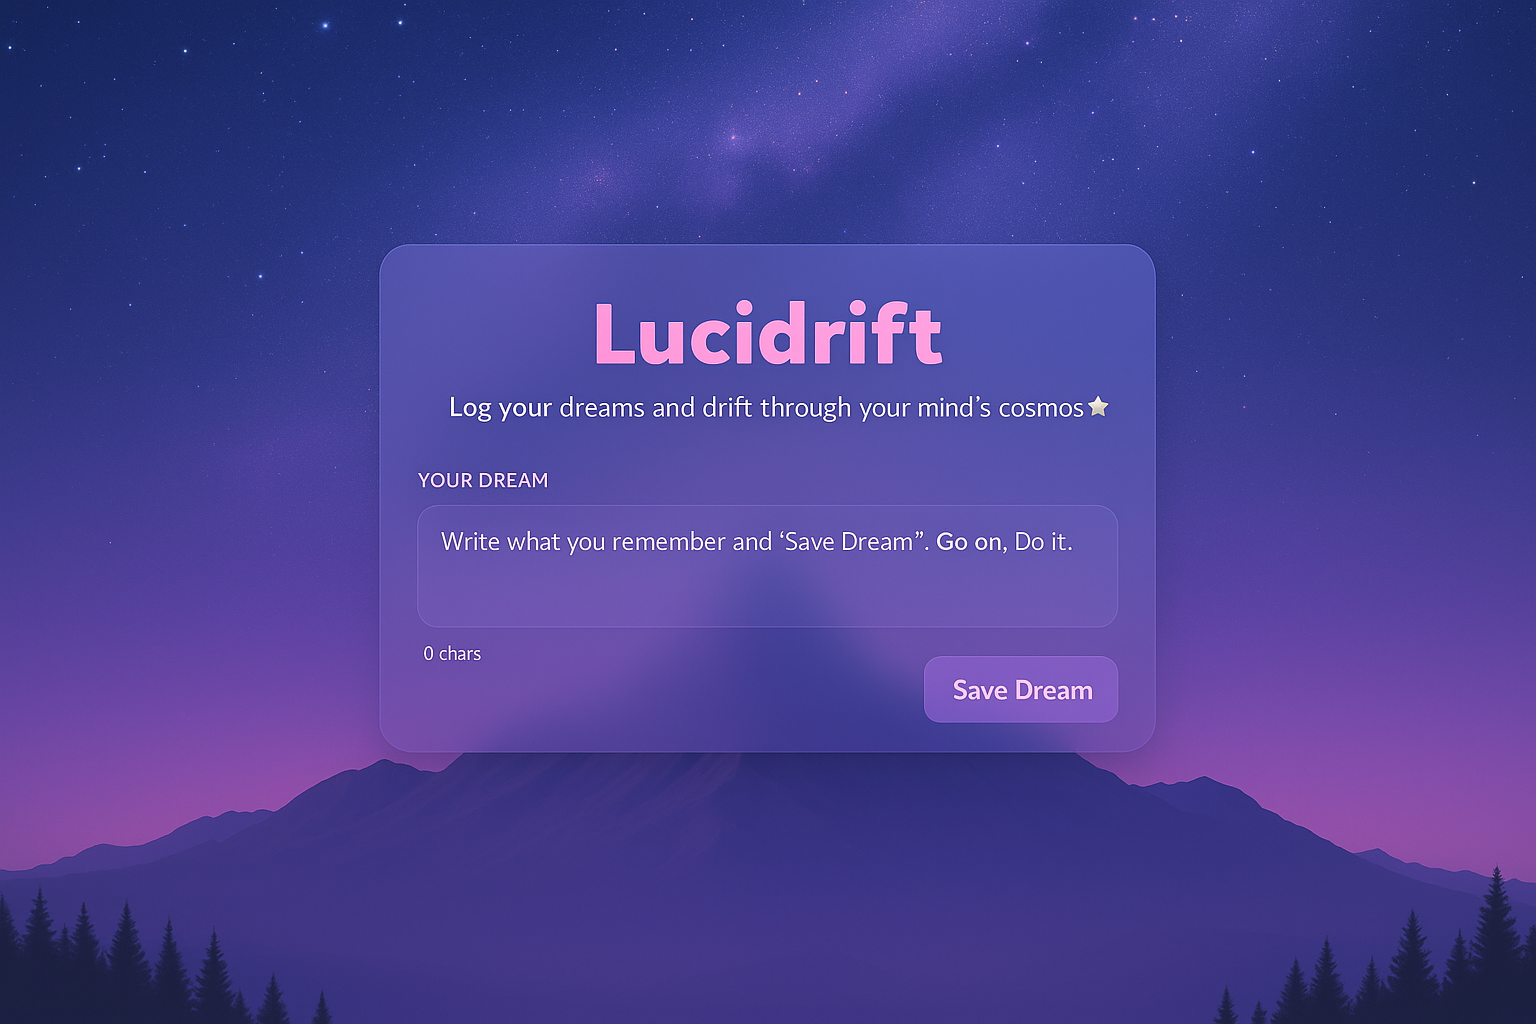 Lucidrift
Log your dreams and drift through your mind’s cosmos⭐
YOUR DREAM
Write what you remember and ‘Save Dream”. Go on, Do it.
0 chars
Save Dream